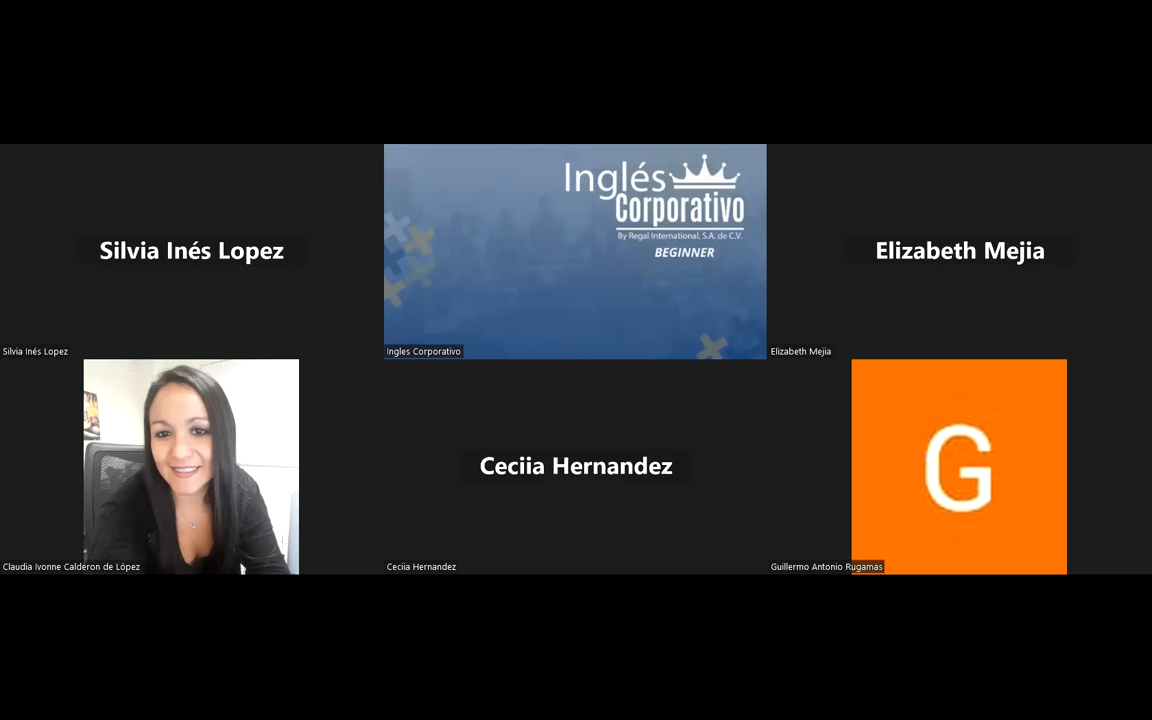 Silvia Inés Lopez
Silvia Inés Lopez
Inglés
Corporativo
By Regal International, S.A. de C.V.
BEGINNER
Ingles Corporativo
Elizabeth Mejia
Elizabeth Mejia
Claudia Ivonne Calderon de López
Ceciia Hernandez
Ceciia Hernandez
G
Guillermo Antonio Rugamas